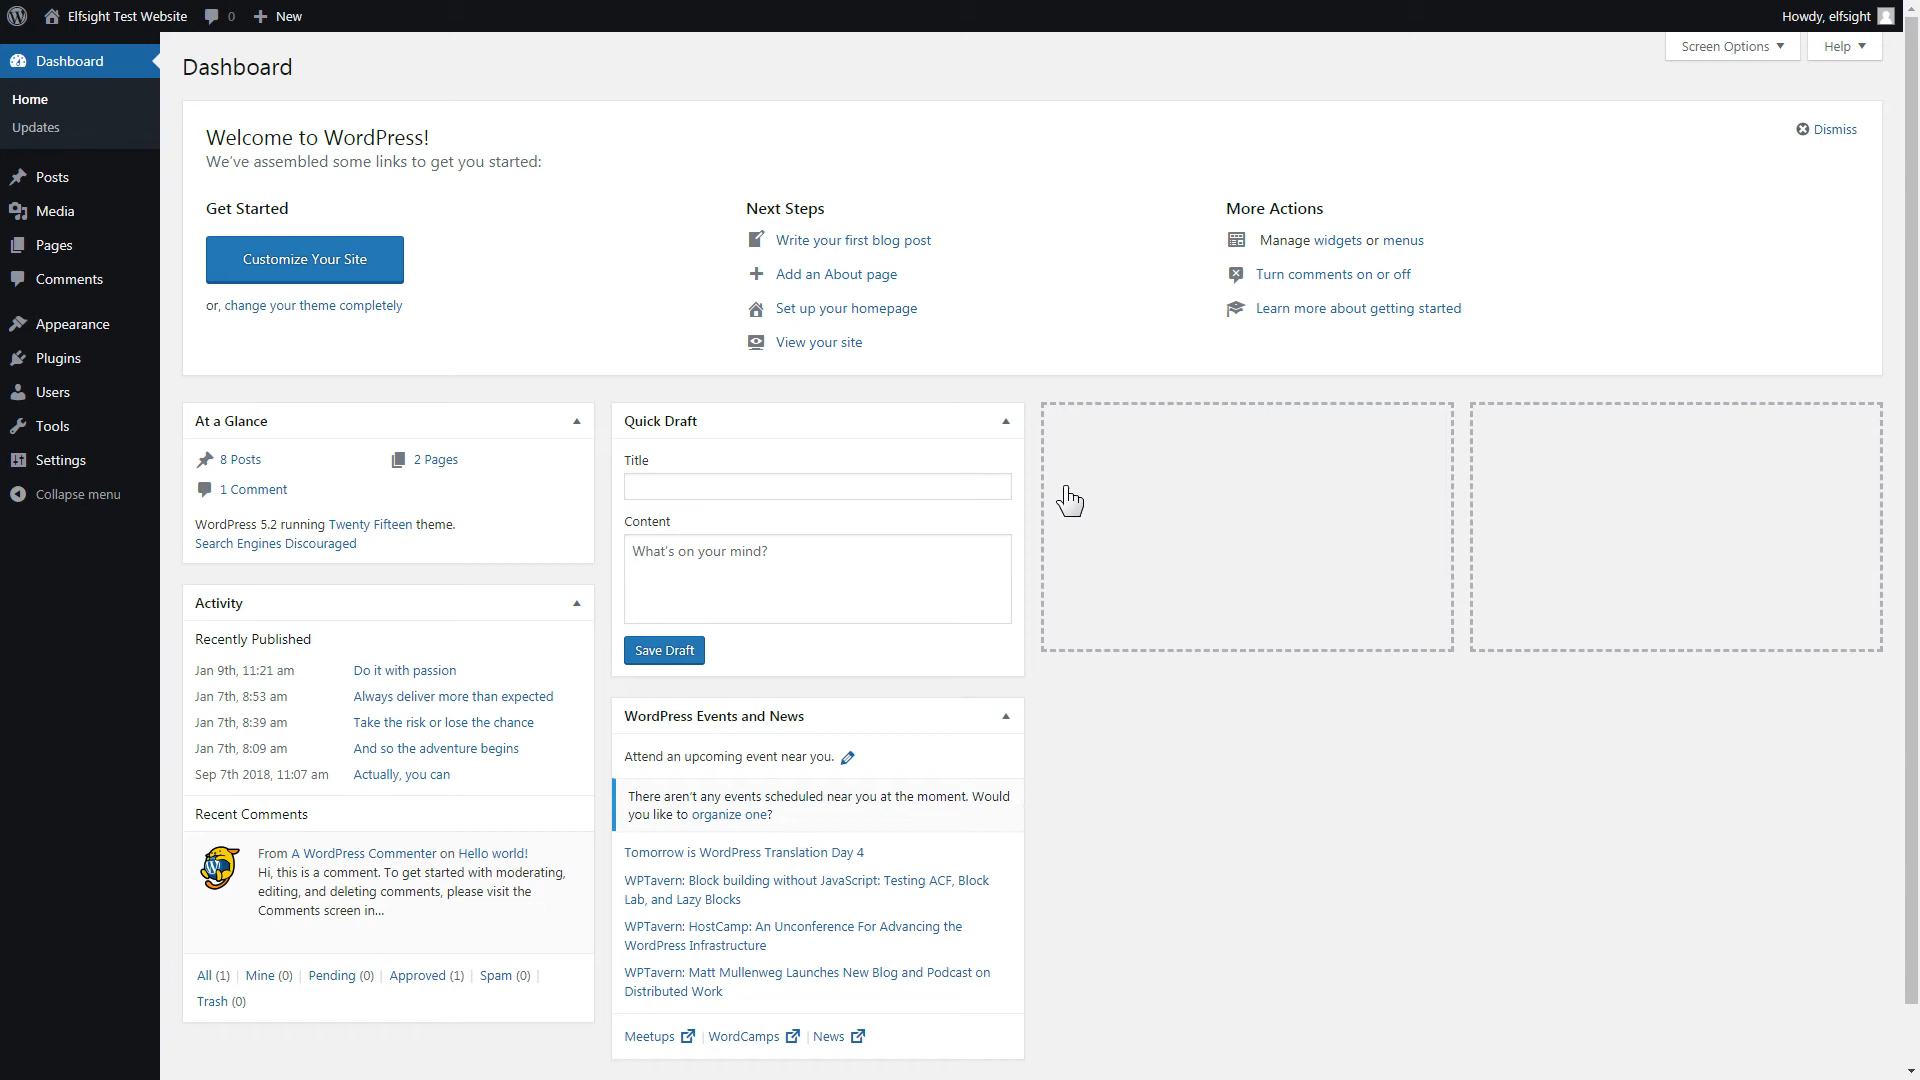 Elfsight Test Website 0 New Howdy, elfsight
Dashboard
Home
Updates
Posts
Media
Pages
Comments
Appearance
Plugins
Users
Tools
Settings
Collapse menu
Screen Options Help
Dashboard
Welcome to WordPress!
We've assembled some links to get you started:
Dismiss
Get Started
Customize Your Site
or, change your theme completely
Next Steps
Write your first blog post
Add an About page
Set up your homepage
View your site
More Actions
Manage widgets or menus
Turn comments on or off
Learn more about getting started
At a Glance
8 Posts 2 Pages
1 Comment
WordPress 5.2 running Twenty Fifteen theme.
Search Engines Discouraged
Activity
Recently Published
Jan 9th, 11:21 am Do it with passion
Jan 7th, 8:53 am Always deliver more than expected
Jan 7th, 8:39 am Take the risk or lose the chance
Jan 7th, 8:09 am And so the adventure begins
Sep 7th 2018, 11:07 am Actually, you can
Recent Comments
From A WordPress Commenter on Hello world!
Hi, this is a comment. To get started with moderating,
editing, and deleting comments, please visit the
Comments screen in...
All (1) | Mine (0) | Pending (0) | Approved (1) | Spam (0) |
Trash (0)
Quick Draft
Title
Content
What's on your mind?
Save Draft
WordPress Events and News
Attend an upcoming event near you.
There aren't any events scheduled near you at the moment. Would
you like to organize one?
Tomorrow is WordPress Translation Day 4
WPTavern: Block building without JavaScript: Testing ACF, Block
Lab, and Lazy Blocks
WPTavern: HostCamp: An Unconference For Advancing the
WordPress Infrastructure
WPTavern: Matt Mullenweg Launches New Blog and Podcast on
Distributed Work
Meetups | WordCamps | News